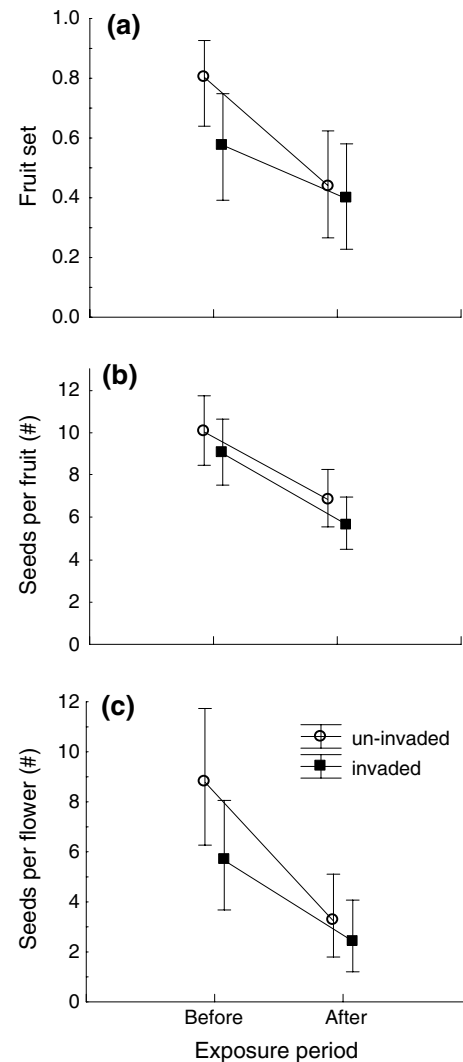 (a)
Fruit set
1.0
0.8
0.6
0.4
0.2
0.0
(b)
Seeds per fruit (#)
12
10
8
6
4
2
0
(c)
Seeds per flower (#)
12
10
8
6
4
2
0
un-invaded
invaded
Before
After
Exposure period